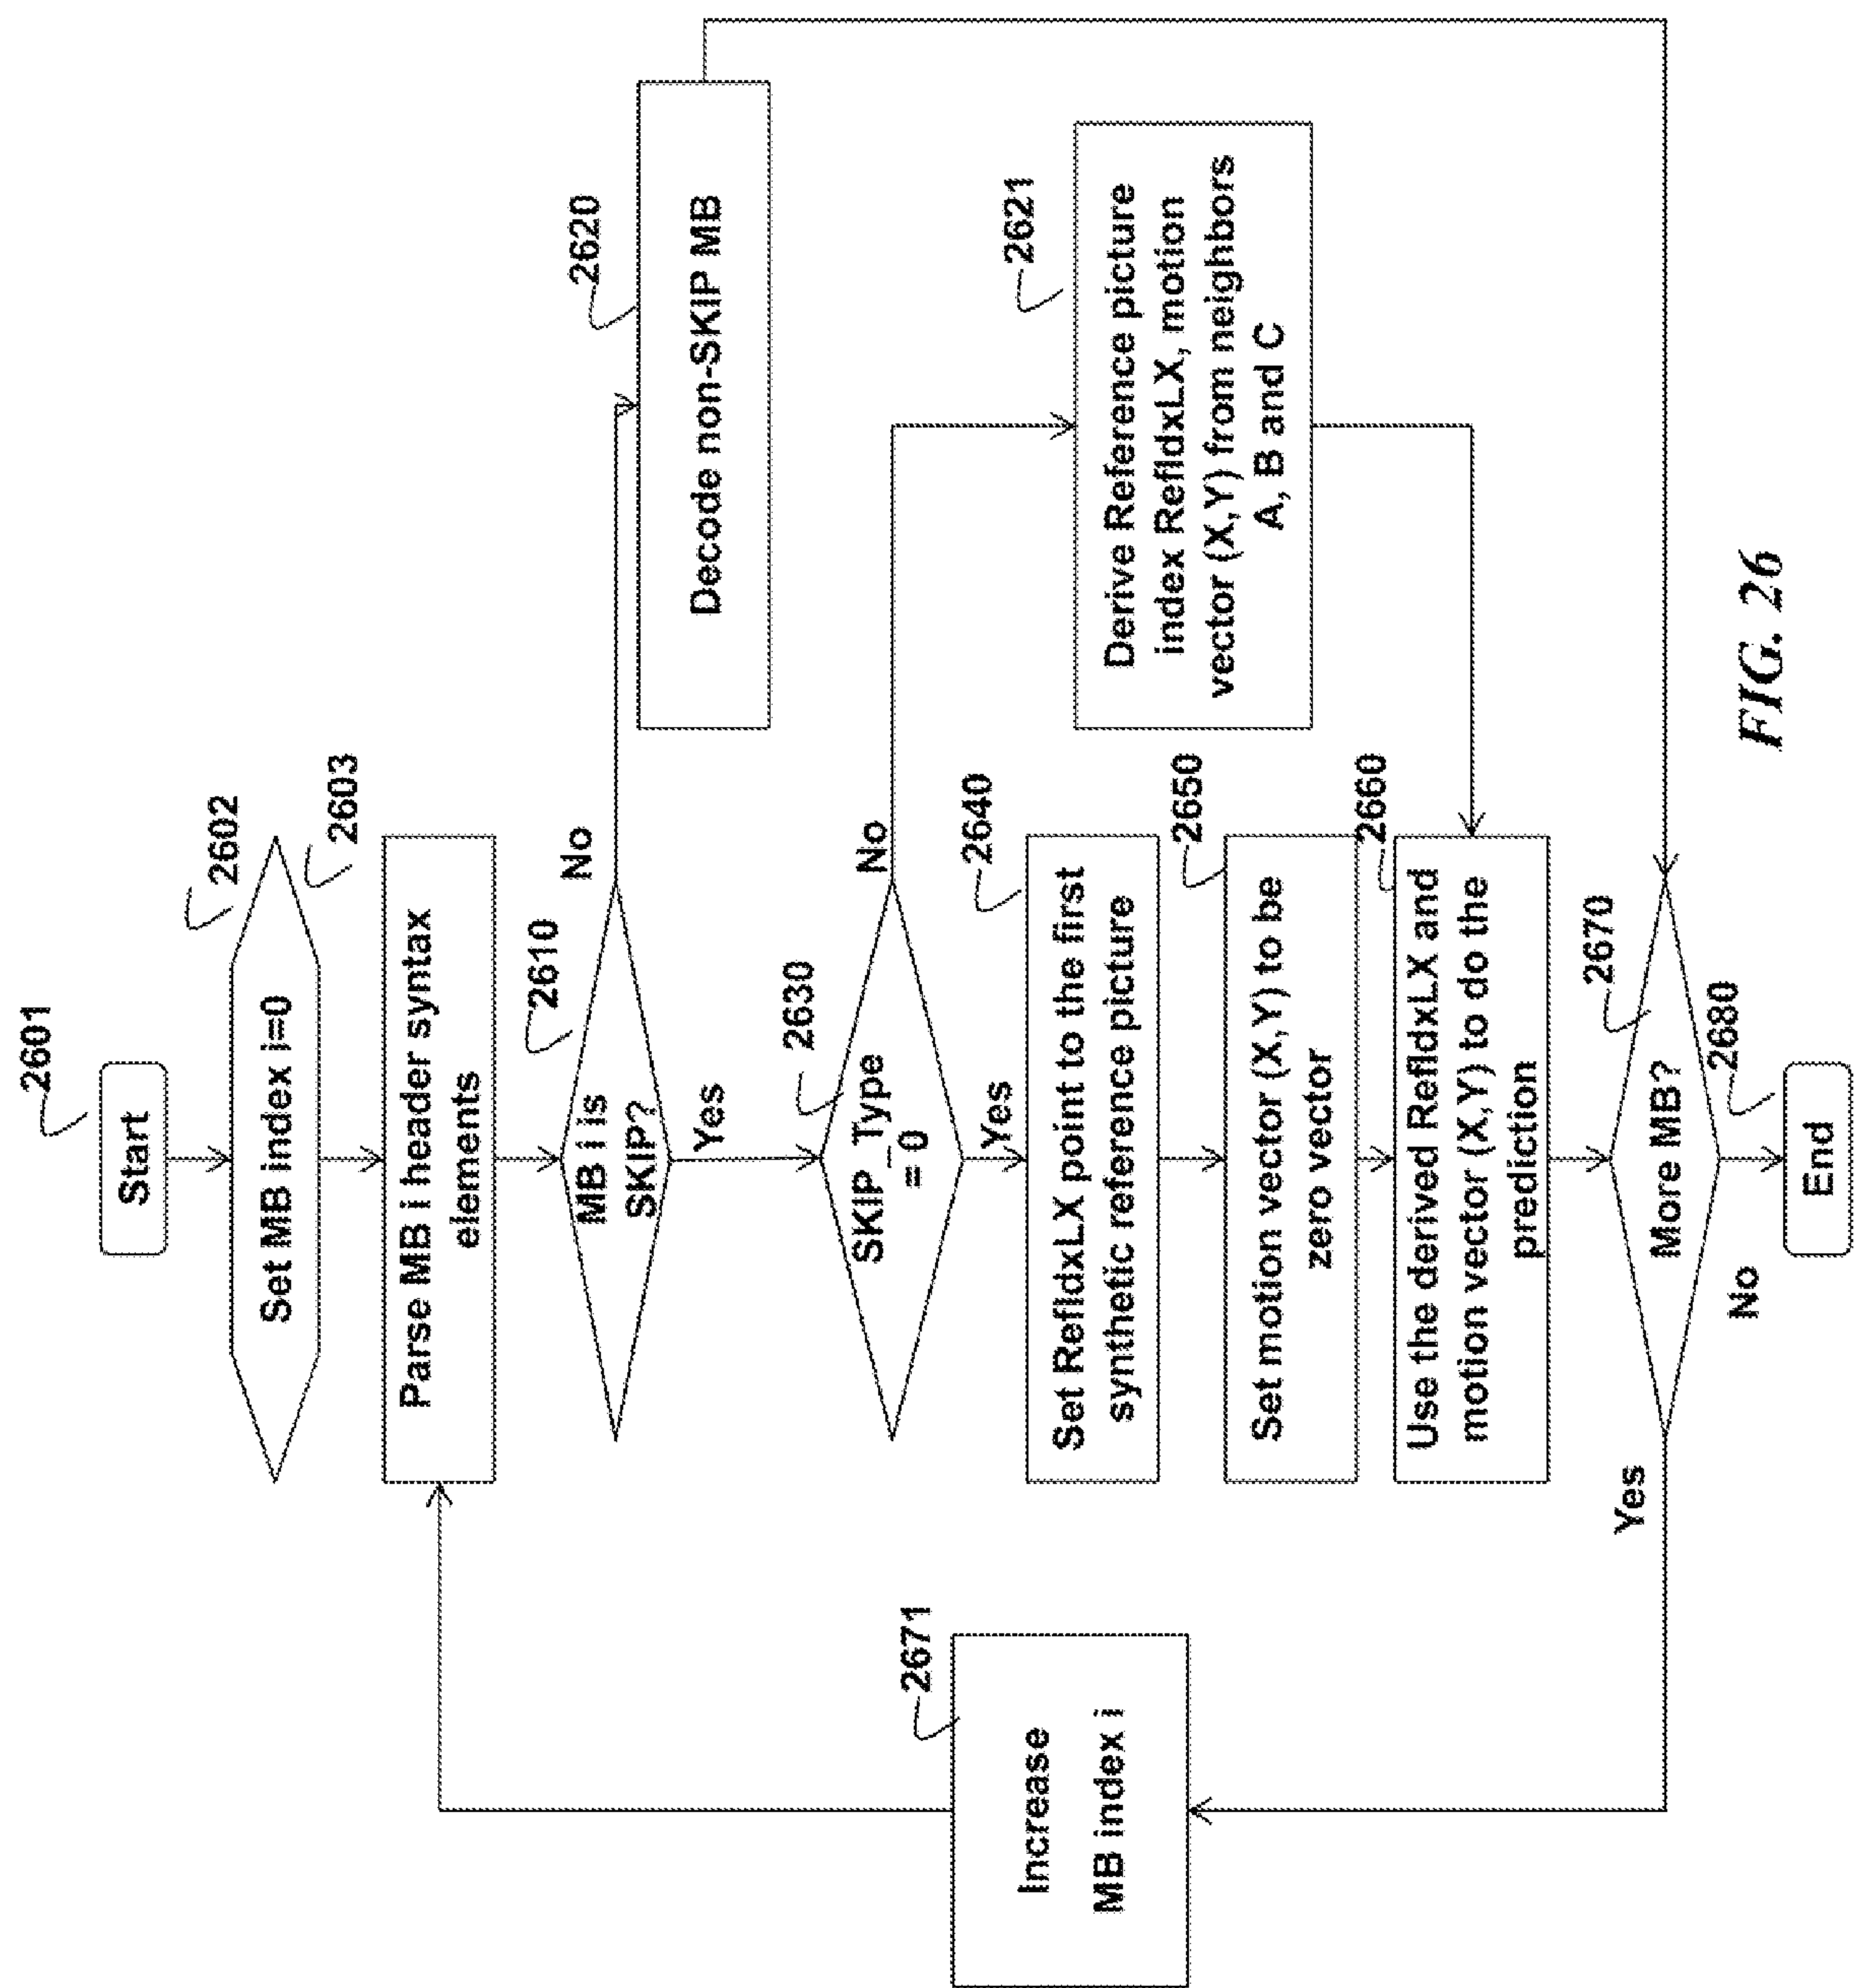 2601
Start
2602
Set MB index i=0
2603
Parse MB i header syntax
elements
2610
MB i is
SKIP?
No
Yes
2620
Decode non-SKIP MB
2630
SKIP_Type
= 0
No
Yes
2621
Derive Reference picture
index RefIdxLX, motion
vector (X,Y) from neighbors
A, B and C
2640
Set RefIdxLX point to the first
synthetic reference picture
2650
Set motion vector (X,Y) to be
zero vector
2660
Use the derived RefIdxLX and
motion vector (X,Y) to do the
prediction
2670
More MB?
Yes
No
2671
Increase
MB index i
2680
End
FIG. 26